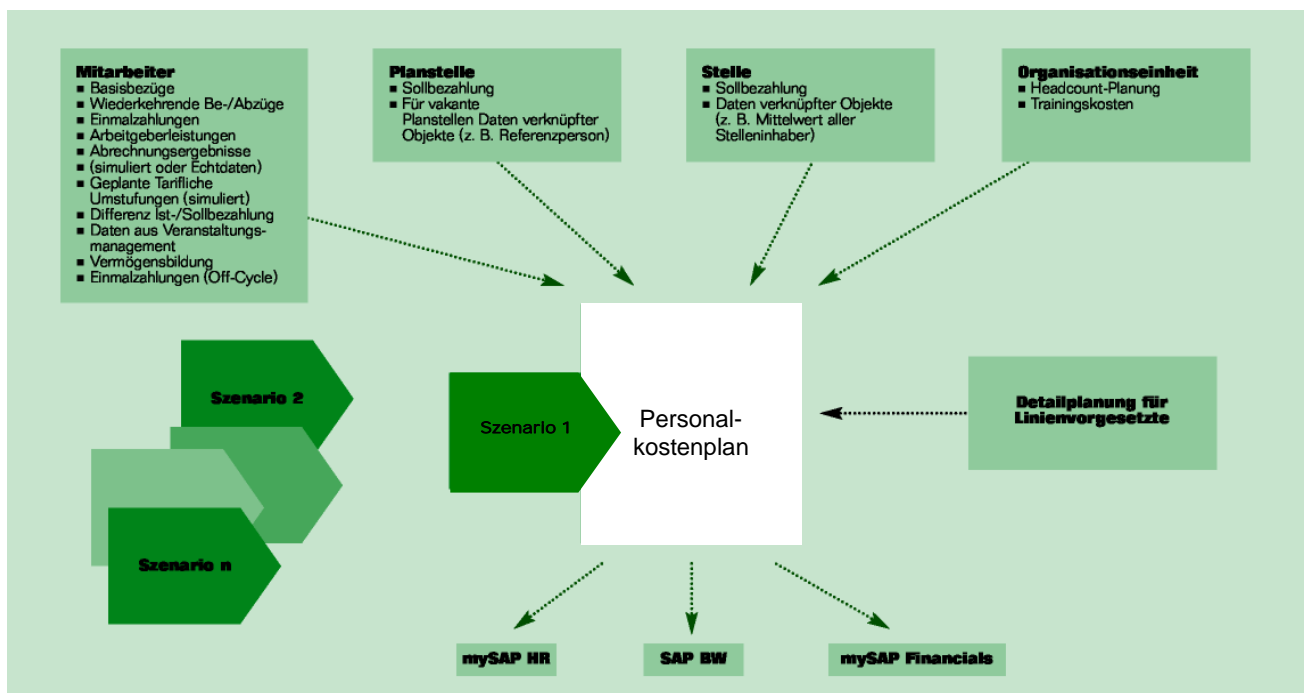 Mitarbeiter
■ Basisbezüge
■ Wiederkehrende Be-/Abzüge
■ Einmalzahlungen
■ Arbeitgeberleistungen
■ Abrechnungsergebnisse
■ (simuliert oder Echtdaten)
■ Geplante Tarifliche
Umstufungen (simuliert)
■ Differenz Ist-/Sollbezahlung
■ Daten aus Veranstaltungs-
management
■ Vermögensbildung
■ Einmalzahlungen (Off-Cycle)
Planstelle
■ Sollbezahlung
■ Für vakante
Planstellen Daten verknüpfter
Objekte (z. B. Referenzperson)
Stelle
■ Sollbezahlung
■ Daten verknüpfter Objekte
(z. B. Mittelwert aller
Stelleninhaber)
Organisationseinheit
■ Headcount-Planung
■ Trainingskosten
Szenario 2
Szenario n
Szenario 1
Personal-
kostenplan
Detailplanung für
Linienvorgesetzte
mySAP HR
SAP BW
mySAP Financials